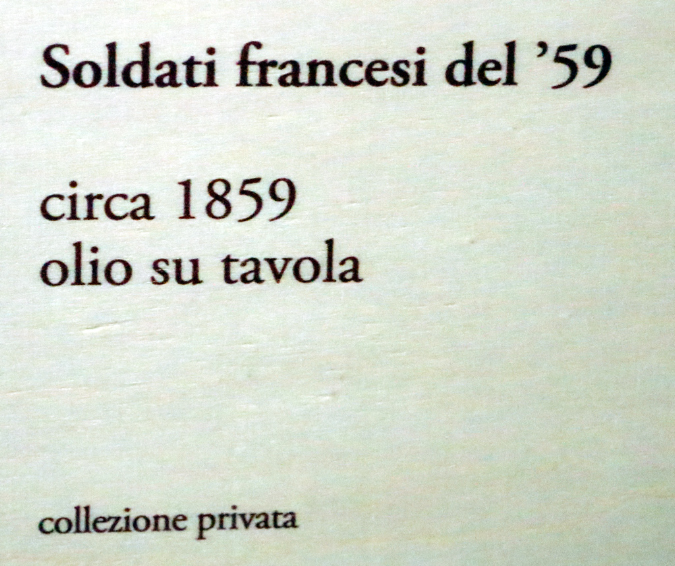 Soldati francesi del ’59
circa 1859
olio su tavola
collezione privata